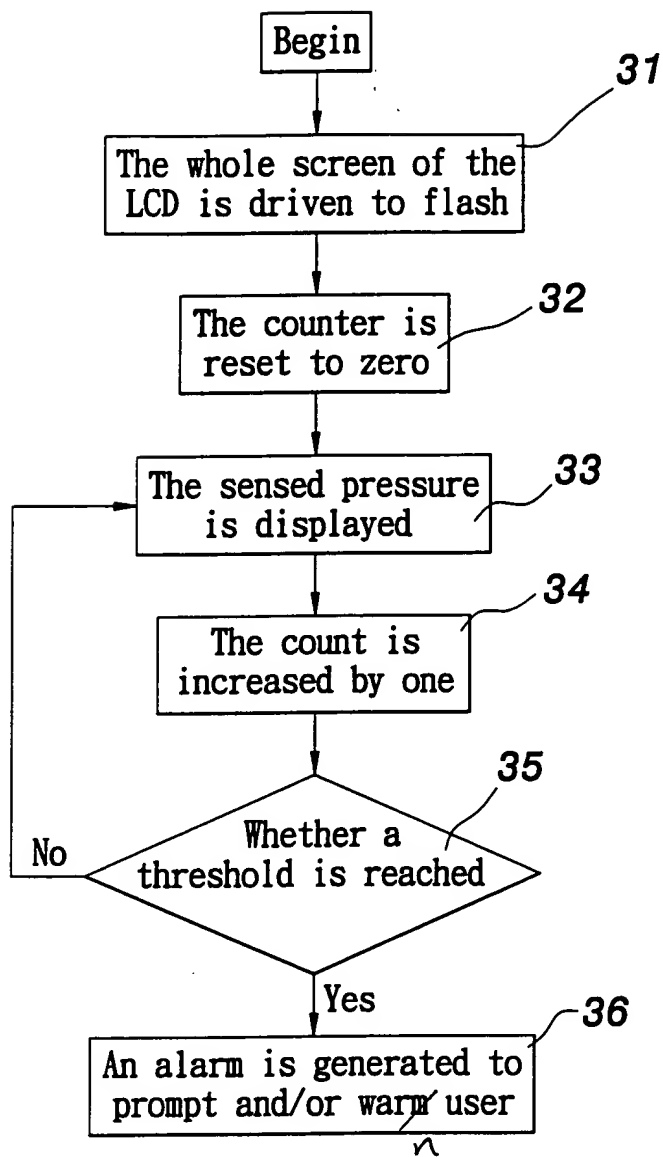 Begin
31
The whole screen of the
LCD is driven to flash
32
The counter is
reset to zero
33
The sensed pressure
is displayed
34
The count is
increased by one
35
Whether a
threshold is reached
No
Yes
36
An alarm is generated to
prompt and/or warm user
n